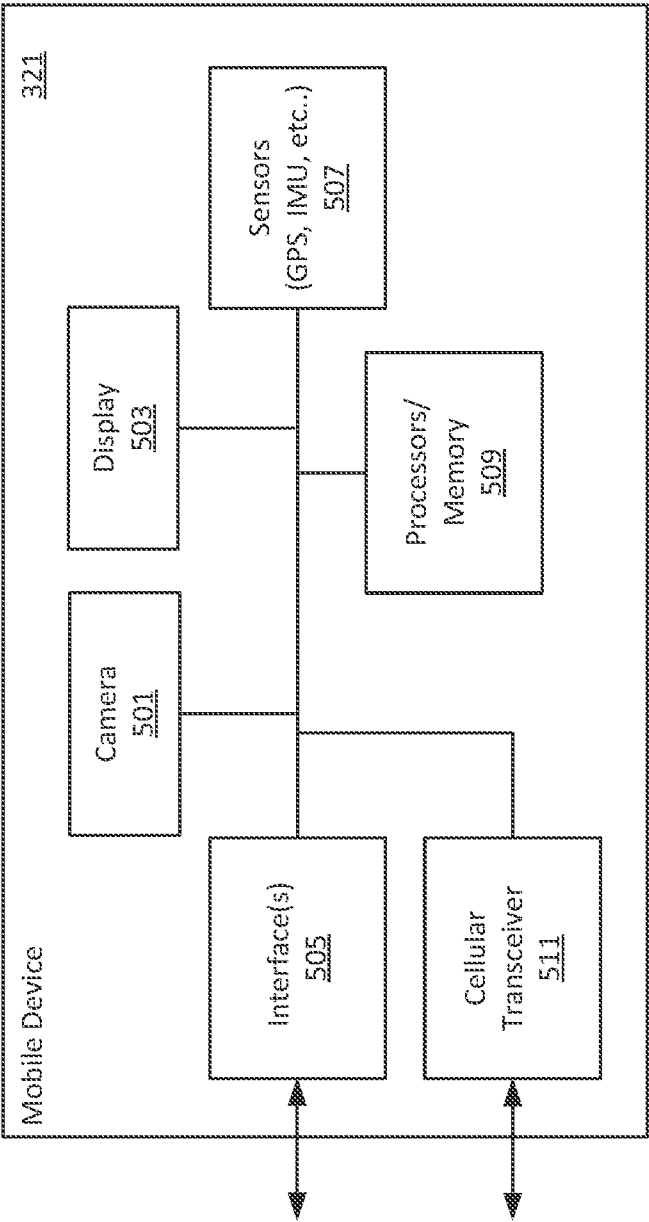 Mobile Device
321
Camera
501
Display
503
Interface(s)
505
Sensors
(GPS, IMU, etc..)
507
Cellular
Transceiver
511
Processors/
Memory
509